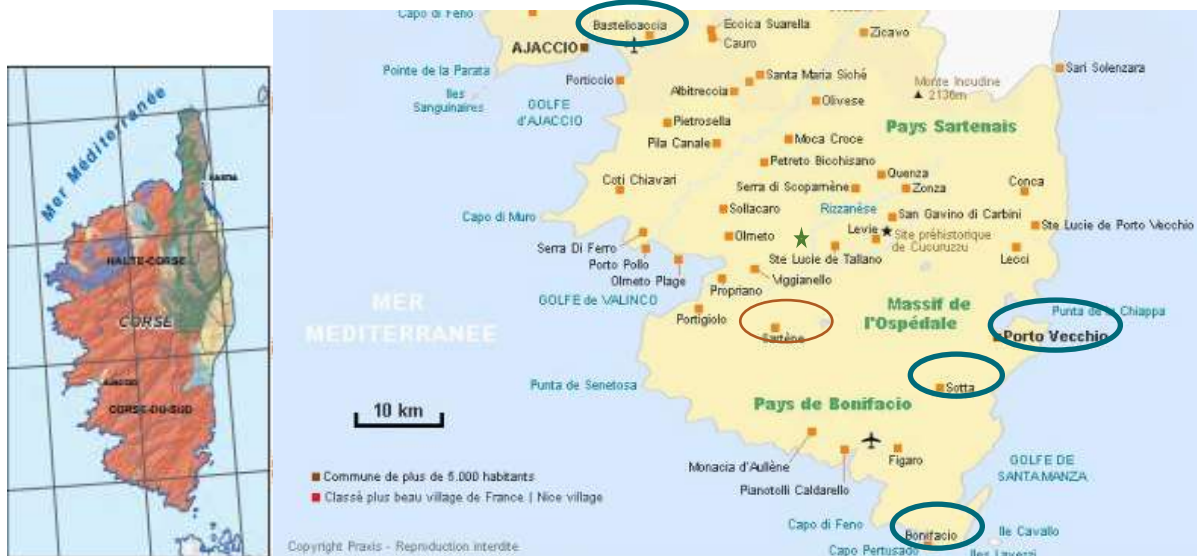 Mer Méditerranée
BASTIA
HAUTE-CORSE
CORSE
AJACCIO
CORSE-DU-SUD
Capo di Feno
Bastelicaccia
Eccica Suarella
Cauro
Zicavo
AJACCIO
Pointe de la Parata
Iles
Sanguinaires
Porticcio
GOLFE
d'AJACCIO
Santa Maria Siché
Albitreccia
Olivese
Monte Incudine
▲ 2136m
Sari Solenzara
Pietrosella
Pila Canale
Moca Croce
Pays Sartenais
Petreto Bicchisano
Coti Chiavari
Serra di Scopamène
Quenza
Zonza
Conca
Capo di Muro
Sollacaro
Rizzanèse
San Gavino di Carbini
Ste Lucie de Porto Vecchio
Serra Di Ferro
Porto Pollo
Olmeto Plage
Olmeto
Levie
Site préhistorique
de Cucuruzzu
Ste Lucie de Tallano
Lecci
Viggianello
Propriano
GOLFE de VALINCO
MER
MEDITERRANEE
Portigiolo
Sartène
Massif de
l'Ospédale
Punta de la Chiappa
Porto Vecchio
Punta de Senetosa
Sotta
Pays de Bonifacio
10 km
Monacia d'Aullène
Figaro
Pianotolli Caldarello
GOLFE DE
SANTA MANZA
Commune de plus de 5.000 habitants
Classé plus beau village de France | Nice village
Capo di Feno
Bonifacio
Ile Cavallo
Capo Pertusado
Iles Lavezzi
Copyright Praxis - Reproduction interdite